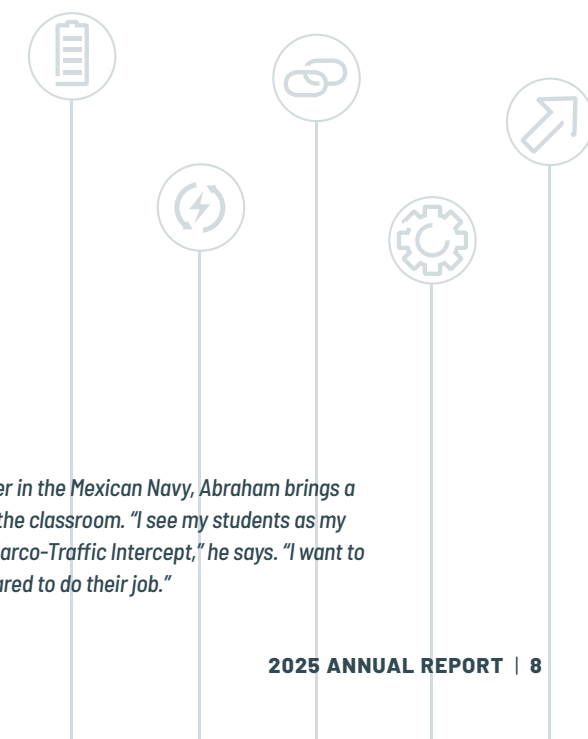 er in the Mexican Navy, Abraham brings a
the classroom. “I see my students as my
arco-Traffic Intercept,” he says. “I want to
ared to do their job.”
2025 ANNUAL REPORT | 8